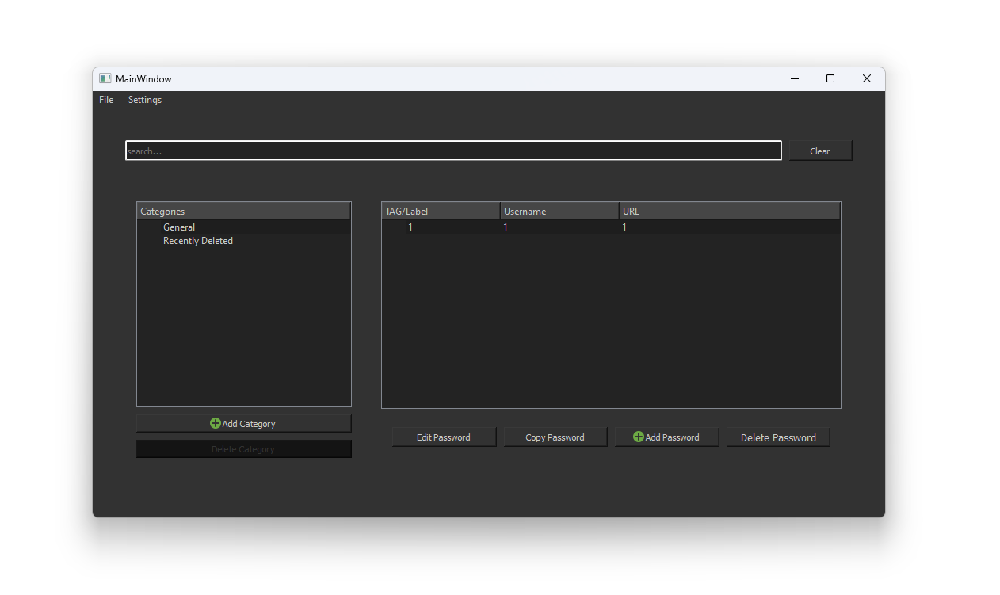 MainWindow
File Settings
search...
Clear
Categories
General
Recently Deleted
TAG/Label Username URL
1 1 1
Add Category
Delete Category
Edit Password Copy Password Add Password Delete Password